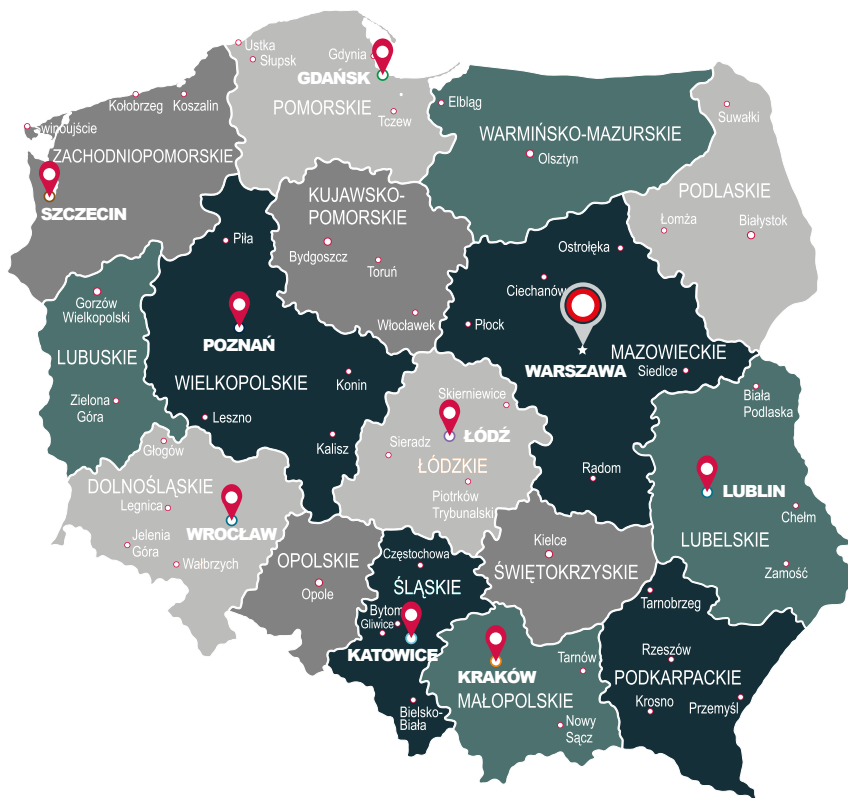 Ustka
Słupsk
Gdynia
GDAŃSK
POMORSKIE
Tczew
Kołobrzeg
Koszalin
winoujście
ZACHODNIOPOMORSKIE
SZCZECIN
Elbląg
WARMIŃSKO-MAZURSKIE
Olsztyn
Suwałki
PODLASKIE
Łomża
Białystok
KUJAWSKO-
POMORSKIE
Bydgoszcz
Toruń
Włocławek
Piła
POZNAŃ
WIELKOPOLSKIE
Konin
Leszno
Kalisz
Gorzów
Wielkopolski
LUBUSKIE
Zielona
Góra
Ostrołęka
Ciechanów
Płock
WARSZAWA
MAZOWIECKIE
Siedlce
Radom
Skierniewice
ŁÓDŹ
Sieradz
ŁÓDZKIE
Piotrków
Trybunalski
Biała
Podlaska
LUBLIN
Chełm
LUBELSKIE
Zamość
Głogów
DOLNOŚLĄSKIE
Legnica
WROCŁAW
Jelenia
Góra
Wałbrzych
OPOLSKIE
Opole
Częstochowa
ŚLĄSKIE
Bytom
Gliwice
KATOWICE
Bielsko-
Biała
Kielce
ŚWIĘTOKRZYSKIE
KRAKÓW
Tarnów
MAŁOPOLSKIE
Nowy
Sącz
Tarnobrzeg
Rzeszów
PODKARPACKIE
Krosno
Przemyśl